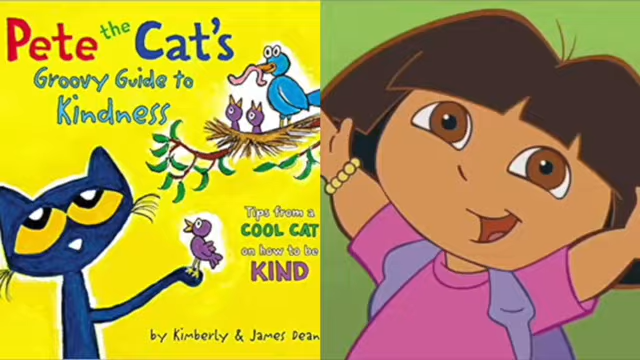 Pete the Cat's
Groovy Guide to
Kindness
Tips from a
COOL CAT
on how to be
KIND
by Kimberly & James Dean